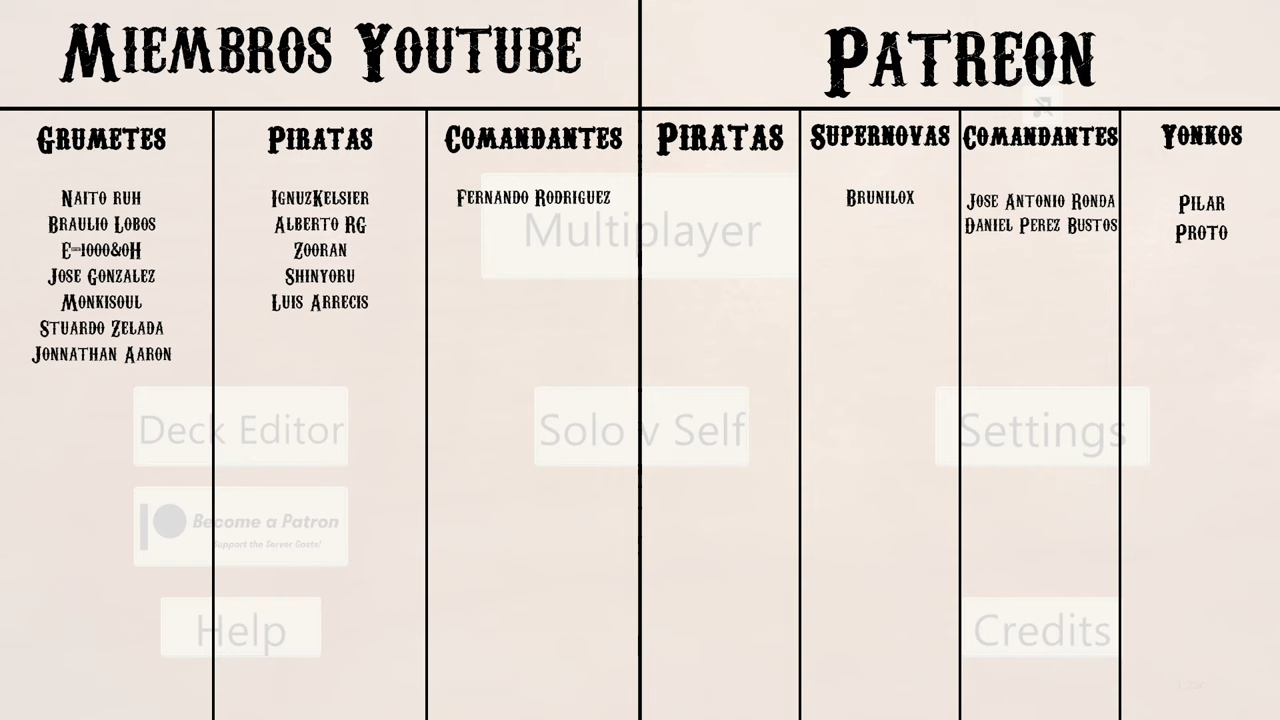 Miembros Youtube
Patreon
Grumetes
Piratas
Comandantes
Piratas
Supernovas
Comandantes
Yonkos
Naito ruh
Braulio Lobos
E=1000&0H
Jose Gonzalez
Monkisoul
Stuardo Zelada
Jonnathan Aaron
IgnuzKelsier
Alberto RG
Zooran
Shinyoru
Luis Arrecis
Fernando Rodriguez
Brunilox
Jose Antonio Ronda
Daniel Perez Bustos
Pilar
Proto
Multiplayer
Deck Editor
Solo v Self
Settings
Become a Patron
Support the Server Costs!
Help
Credits